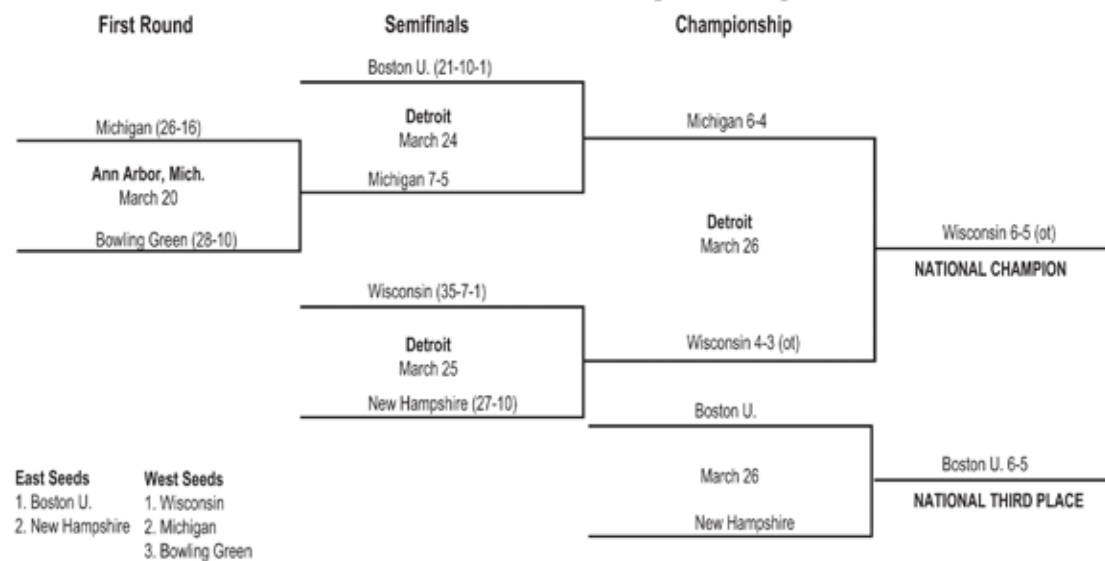 First Round
Semifinals
Championship
Boston U. (21-10-1)
Detroit
March 24
Michigan 6-4
Michigan (26-16)
Ann Arbor, Mich.
March 20
Michigan 7-5
Bowling Green (28-10)
Detroit
March 26
Wisconsin 6-5 (ot)
NATIONAL CHAMPION
Wisconsin (35-7-1)
Detroit
March 25
Wisconsin 4-3 (ot)
New Hampshire (27-10)
Boston U.
March 26
Boston U. 6-5
NATIONAL THIRD PLACE
New Hampshire
East Seeds
1. Boston U.
2. New Hampshire
West Seeds
1. Wisconsin
2. Michigan
3. Bowling Green